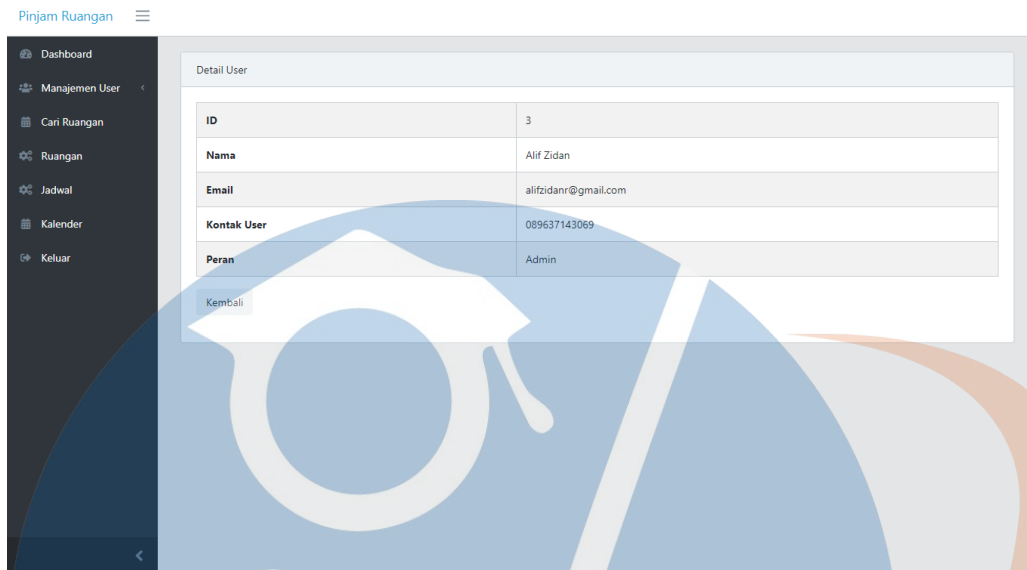 Pinjam Ruangan
Dashboard
Manajemen User
Cari Ruangan
Ruangan
Jadwal
Kalender
Keluar
Detail User
ID 3
Nama Alif Zidan
Email alifzidanr@gmail.com
Kontak User 089637143069
Peran Admin
Kembali